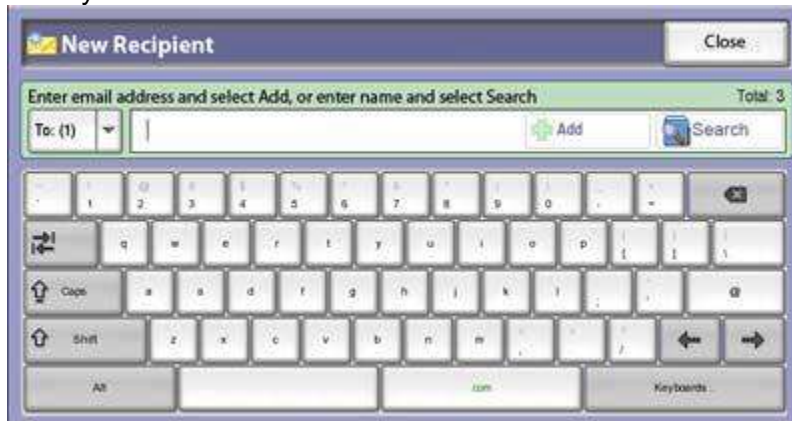 New Recipient Close
Enter email address and select Add, or enter name and select Search Total: 3
To: (1) Add Search
1 2 3 4 5 6 7 8 9 0 - =
q w e r t y u i o p [ ] \
Caps a s d f g h j k l ; ' @
Shift z x c v b n m , . /
Alt .com Keyboards...